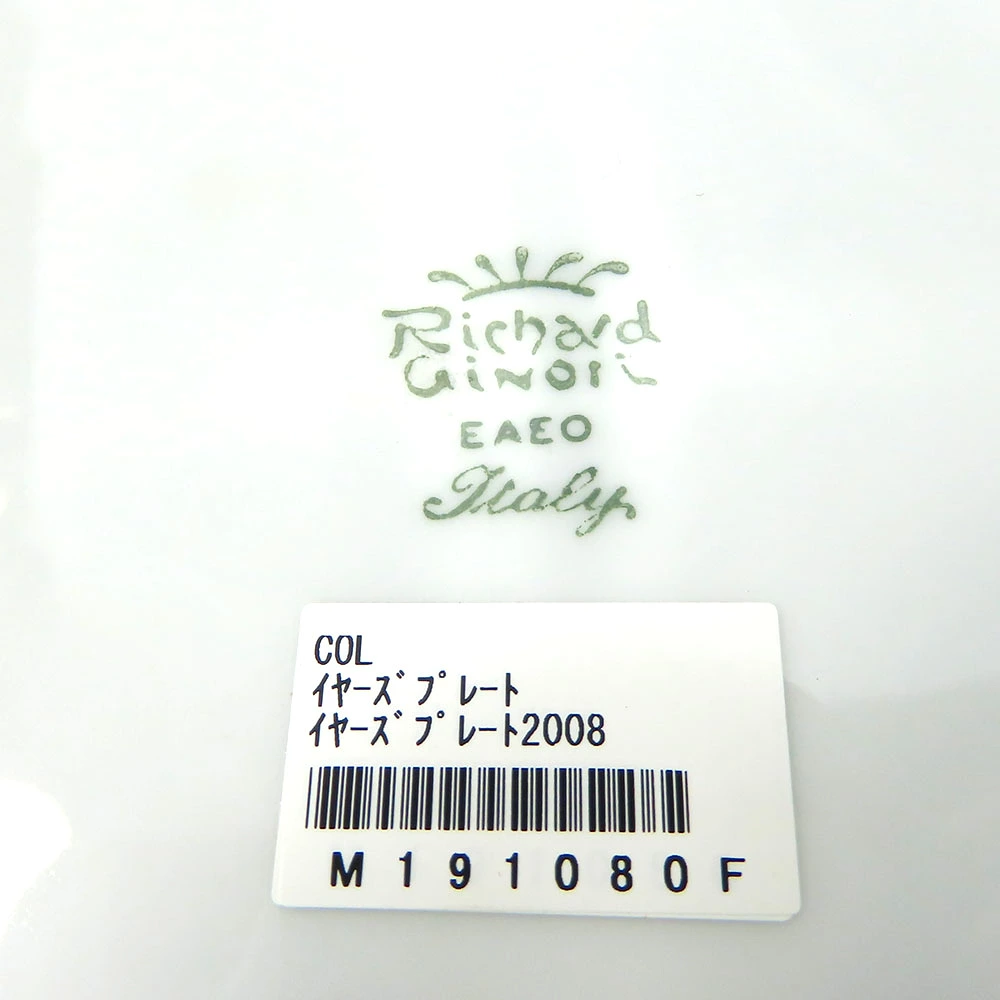 Richard
Ginori
EAEO
Italy
COL
ｲﾔｰｽﾞﾌﾟﾚｰﾄ
ｲﾔｰｽﾞﾌﾟﾚｰﾄ2008
M191080F